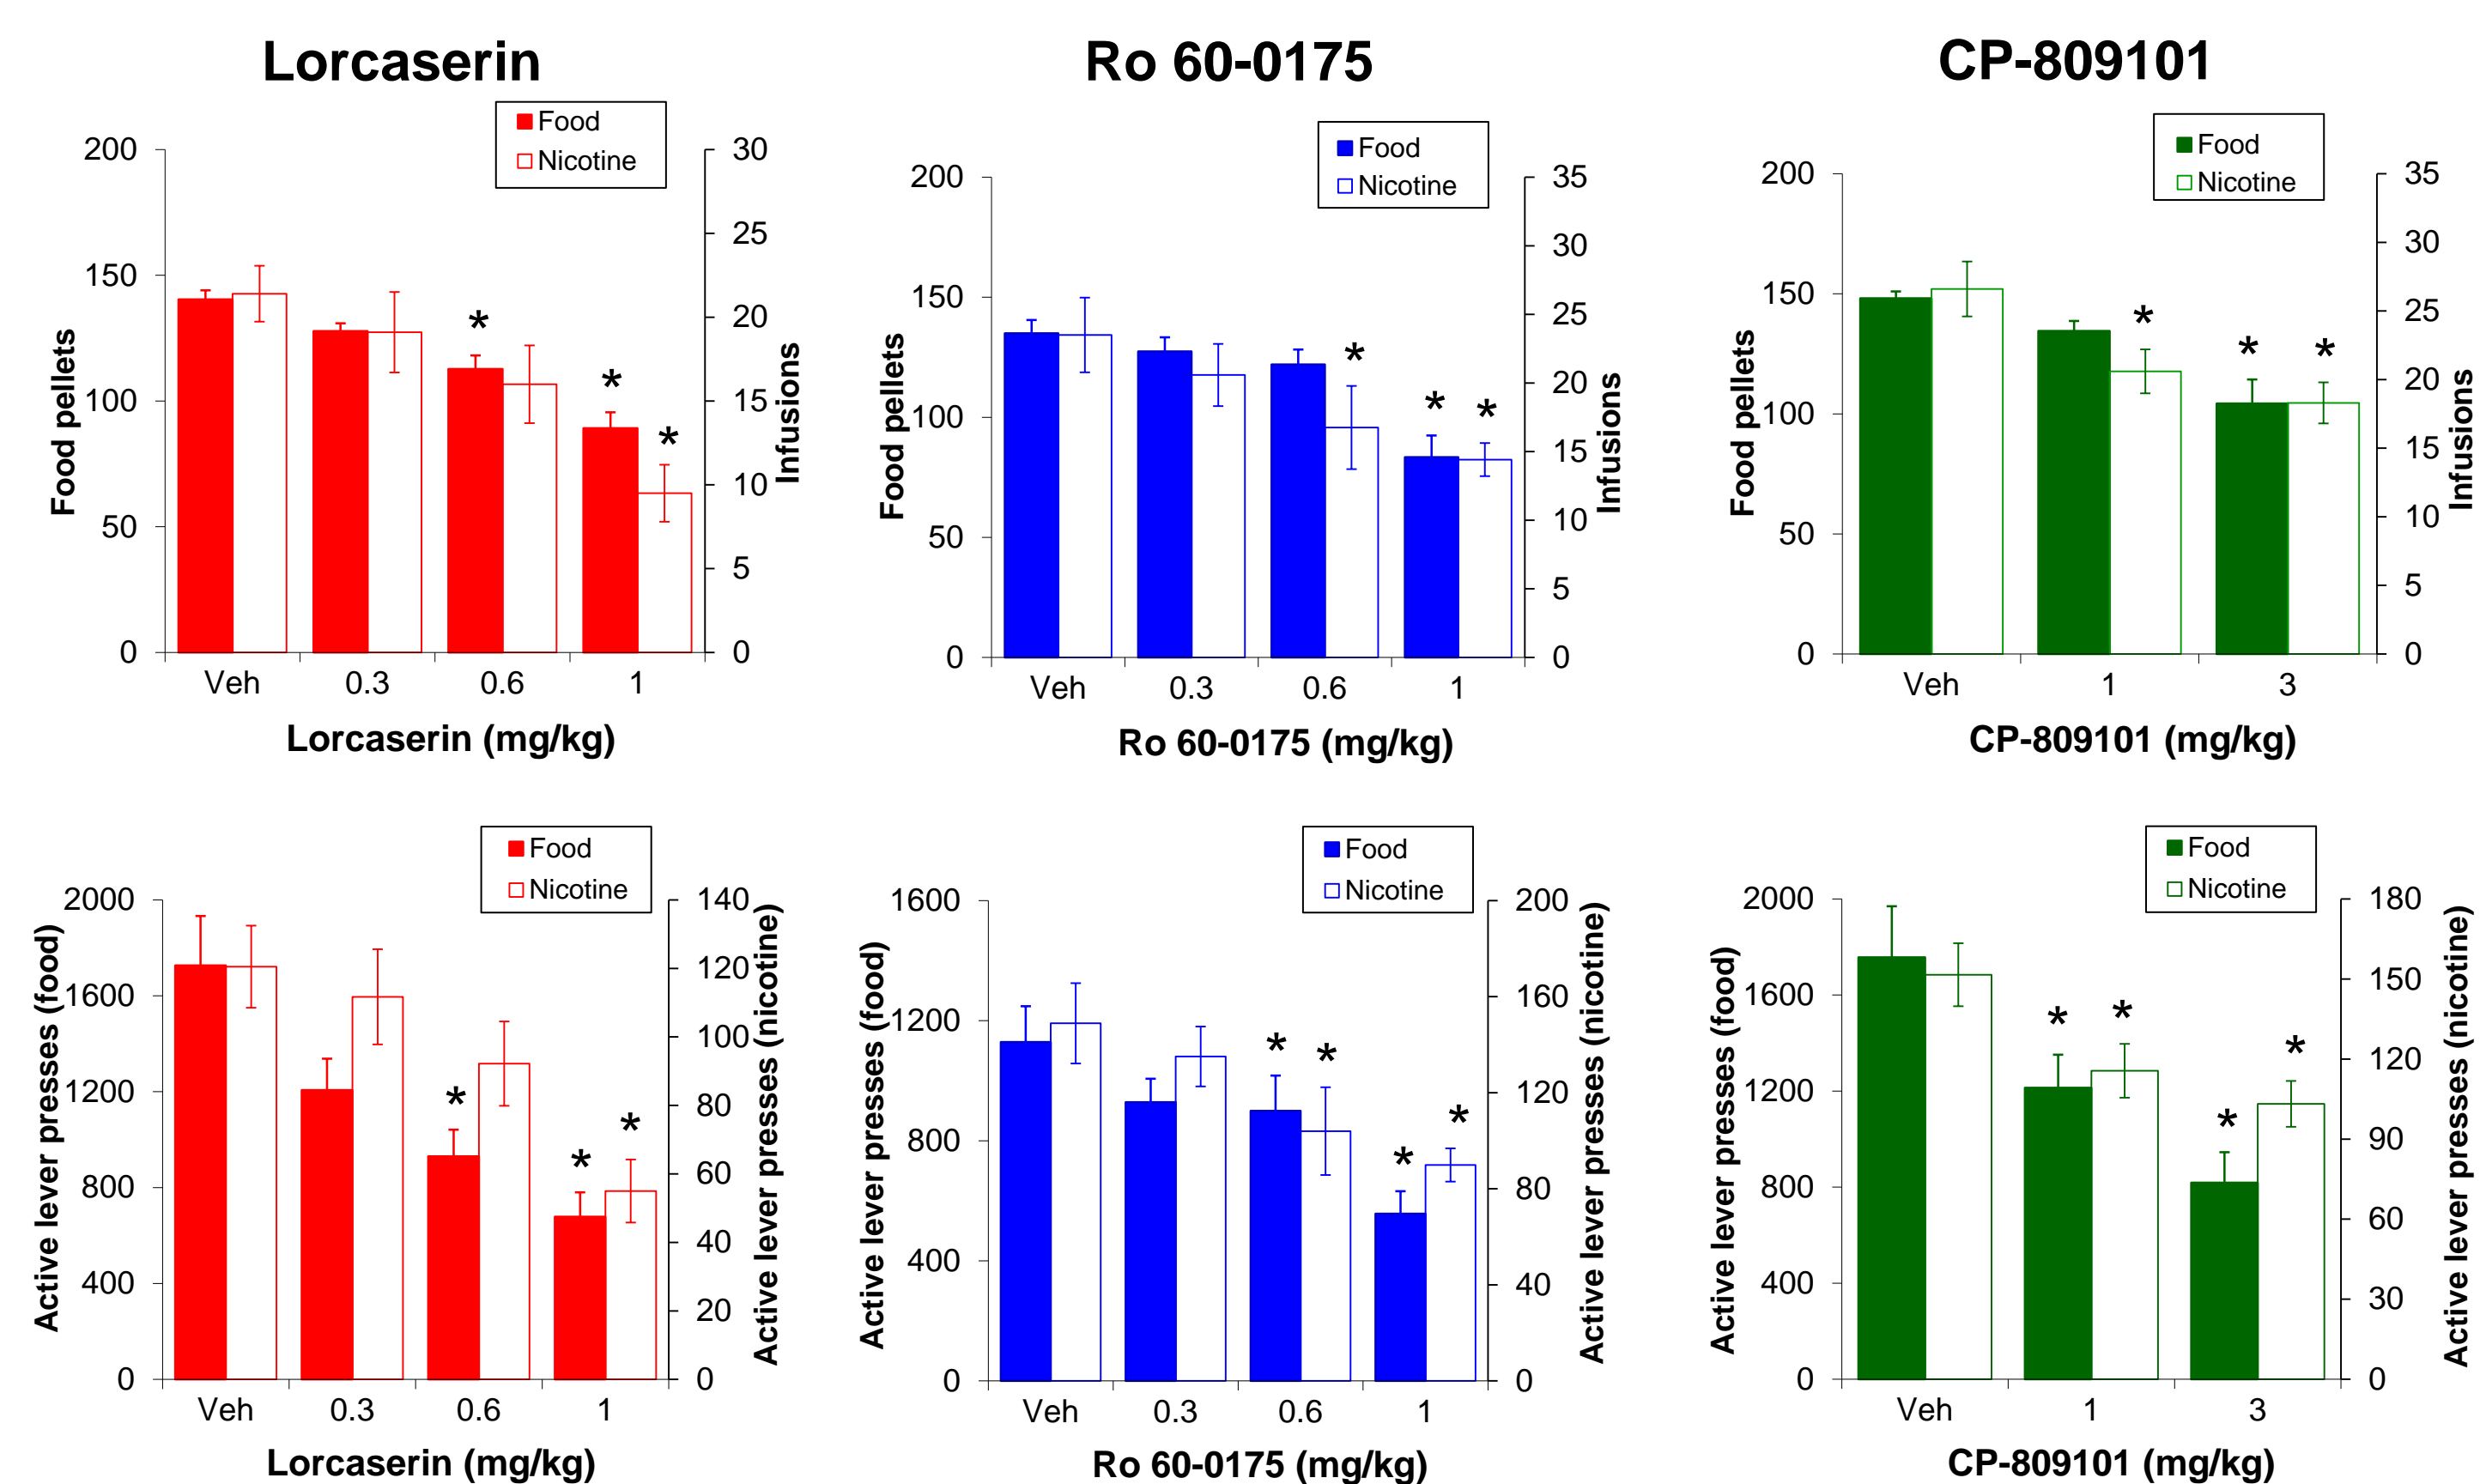 Lorcaserin
Ro 60-0175
CP-809101
Food
Nicotine
200
150
100
50
0
Food pellets
30
25
20
15
10
5
0
Infusions
*
*
*
Veh 0.3 0.6 1
Lorcaserin (mg/kg)
Food
Nicotine
200
150
100
50
0
Food pellets
35
30
25
20
15
10
5
0
Infusions
*
*
*
Veh 0.3 0.6 1
Ro 60-0175 (mg/kg)
Food
Nicotine
200
150
100
50
0
Food pellets
35
30
25
20
15
10
5
0
Infusions
*
*
*
Veh 1 3
CP-809101 (mg/kg)
Food
Nicotine
2000
1600
1200
800
400
0
Active lever presses (food)
140
120
100
80
60
40
20
0
Active lever presses (nicotine)
*
*
*
Veh 0.3 0.6 1
Lorcaserin (mg/kg)
Food
Nicotine
1600
1200
800
400
0
Active lever presses (food)
200
160
120
80
40
0
Active lever presses (nicotine)
*
*
*
*
Veh 0.3 0.6 1
Ro 60-0175 (mg/kg)
Food
Nicotine
2000
1600
1200
800
400
0
Active lever presses (food)
180
150
120
90
60
30
0
Active lever presses (nicotine)
*
*
*
*
Veh 1 3
CP-809101 (mg/kg)